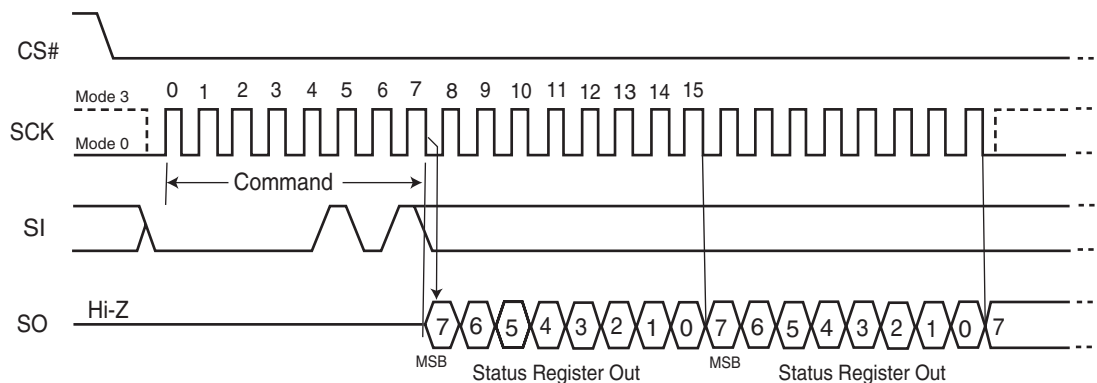 CS#
Mode 3
0 1 2 3 4 5 6 7 8 9 10 11 12 13 14 15
SCK
Mode 0
Command
SI
Hi-Z
SO
7 6 5 4 3 2 1 0 7 6 5 4 3 2 1 0 7
MSB Status Register Out MSB Status Register Out